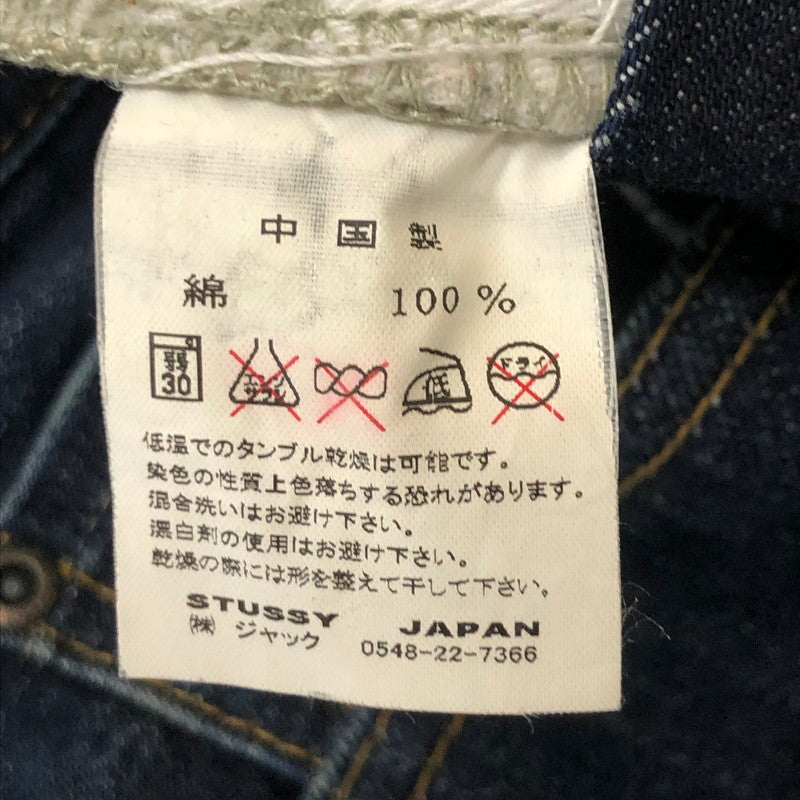 中国製
綿 100%
弱 30 エンソサラシ 低 ドライ
低温でのタンブル乾燥は可能です。
染色の性質上色落ちする恐れがあります。
混合洗いはお避け下さい。
漂白剤の使用はお避け下さい。
乾燥の際には形を整えて干して下さい。
STUSSY JAPAN
㈱ ジャック 0548-22-7366